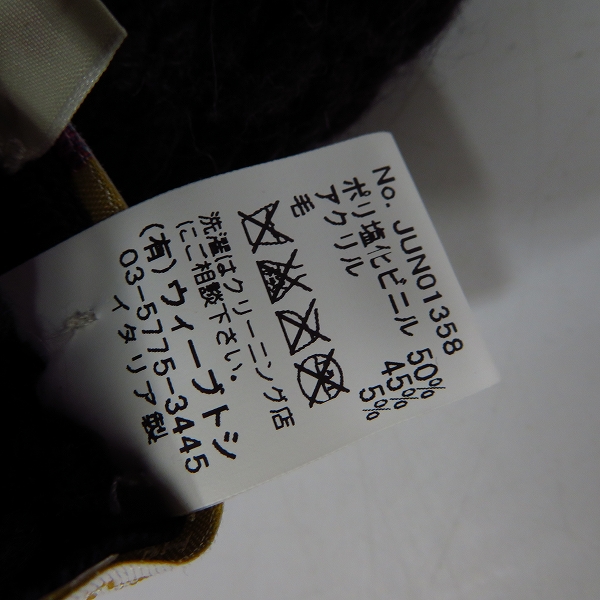 No. JUN01358
ポリ塩化ビニル 50%
アクリル 45%
毛 5%
洗濯はクリーニング店
にご相談下さい.
(有)ウィーブトシ
03-5775-3445
イタリア製